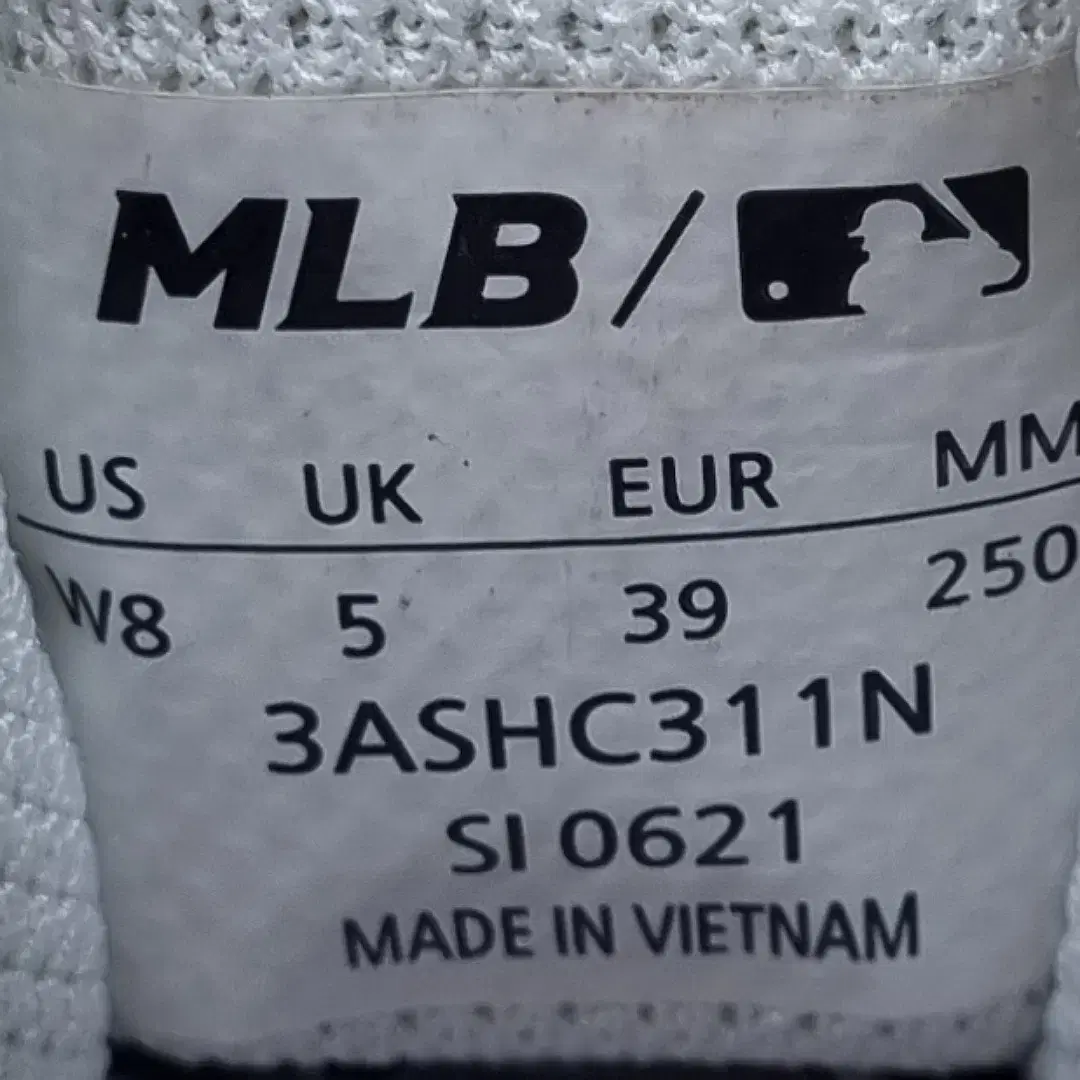 MLB/
US UK EUR MM
W8 5 39 250
3ASHC311N
SI 0621
MADE IN VIETNAM